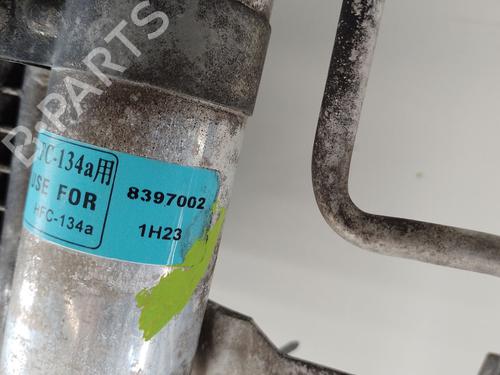 B-PARTS
FC-134a用
USE FOR
HFC-134a
8397002
1H23